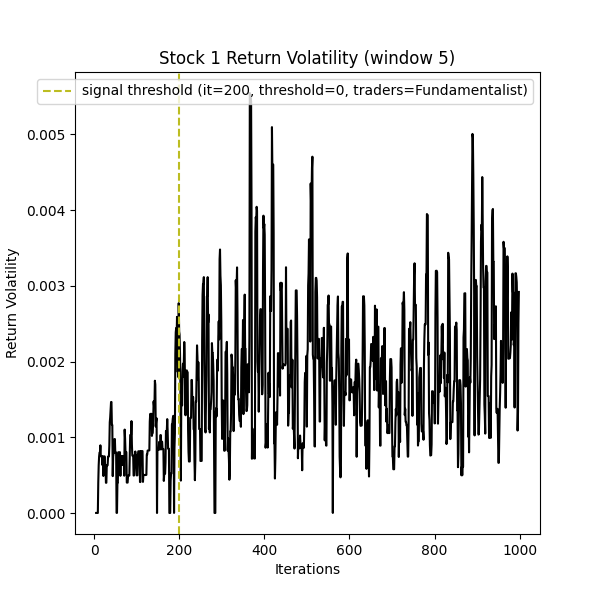 Stock 1 Return Volatility (window 5)
signal threshold (it=200, threshold=0, traders=Fundamentalist)
Return Volatility
0.005
0.004
0.003
0.002
0.001
0.000
0 200 400 600 800 1000
Iterations